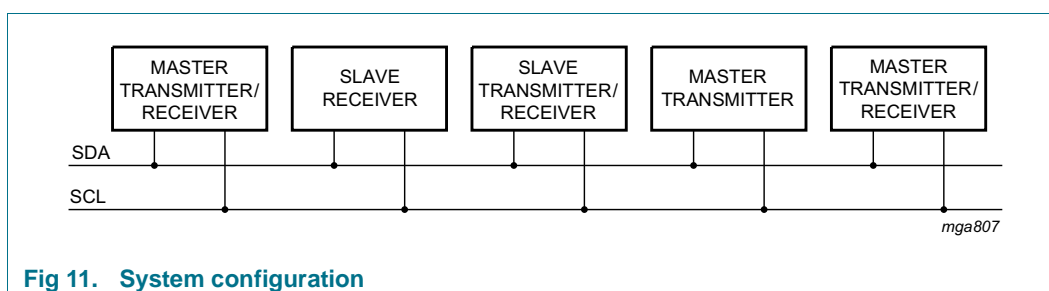 MASTER
TRANSMITTER/
RECEIVER
SLAVE
RECEIVER
SLAVE
TRANSMITTER/
RECEIVER
MASTER
TRANSMITTER
MASTER
TRANSMITTER/
RECEIVER
SDA
SCL
mga807
Fig 11. System configuration